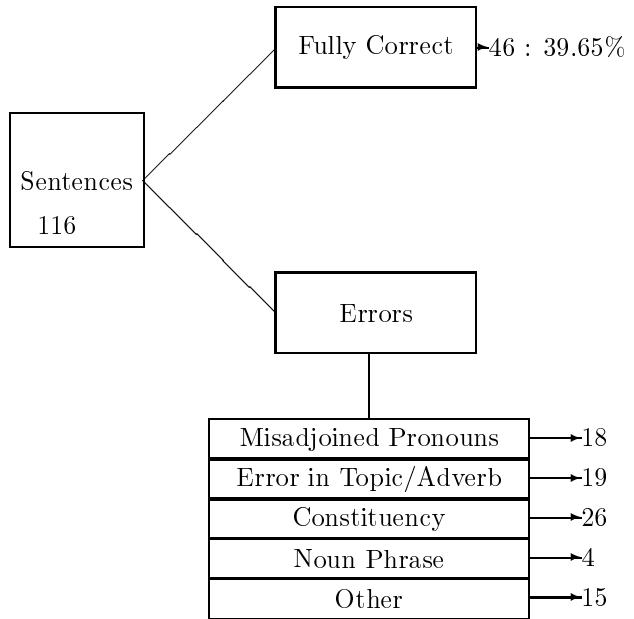 Fully Correct
46 : 39.65%
Sentences
116
Errors
Misadjoined Pronouns 18
Error in Topic/Adverb 19
Constituency 26
Noun Phrase 4
Other 15